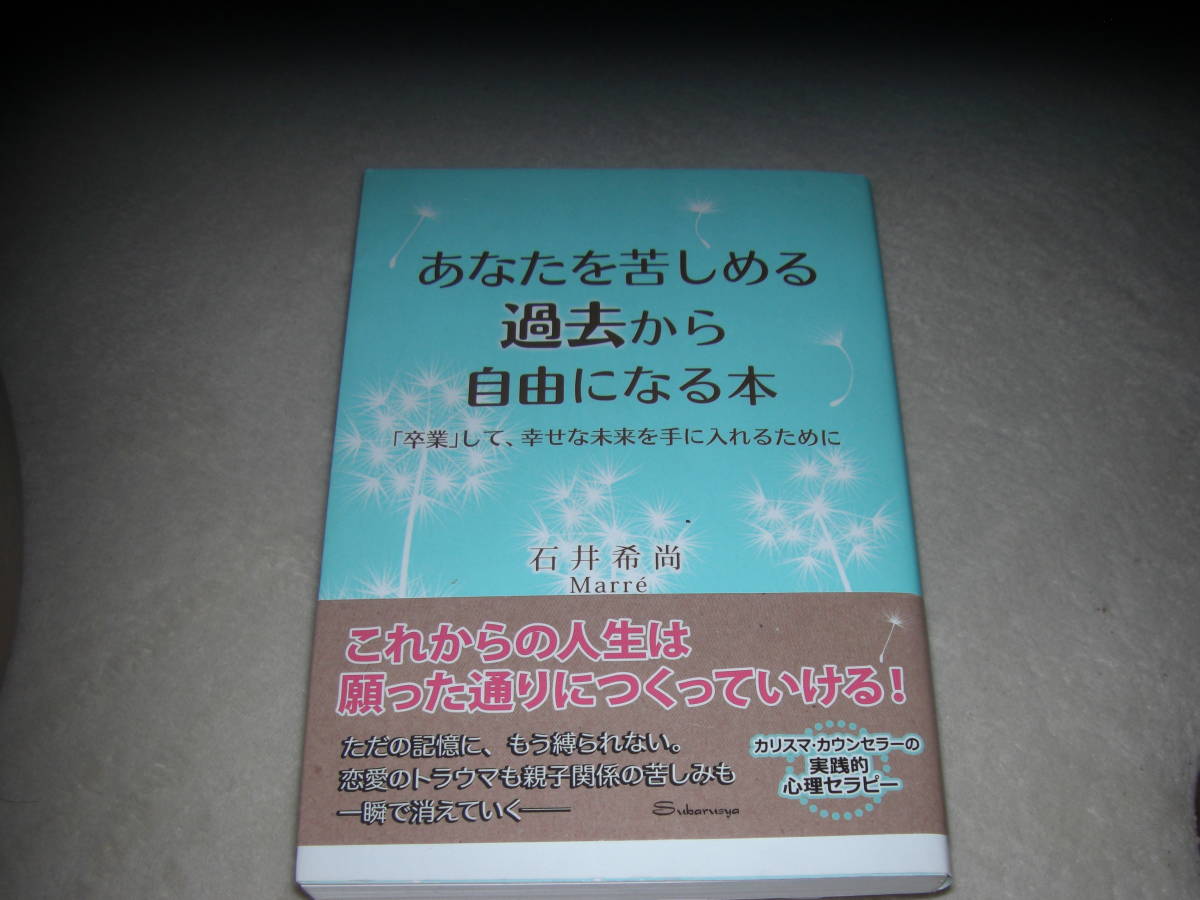 あなたを苦しめる
過去から
自由になる本
「卒業」して、幸せな未来を手に入れるために
石井希尚
Marré
これからの人生は
願った通りにつくっていける！
ただの記憶に、もう縛られない。
恋愛のトラウマも親子関係の苦しみも
一瞬で消えていく――
Subarusya
カリスマ・カウンセラーの
実践的
心理セラピー